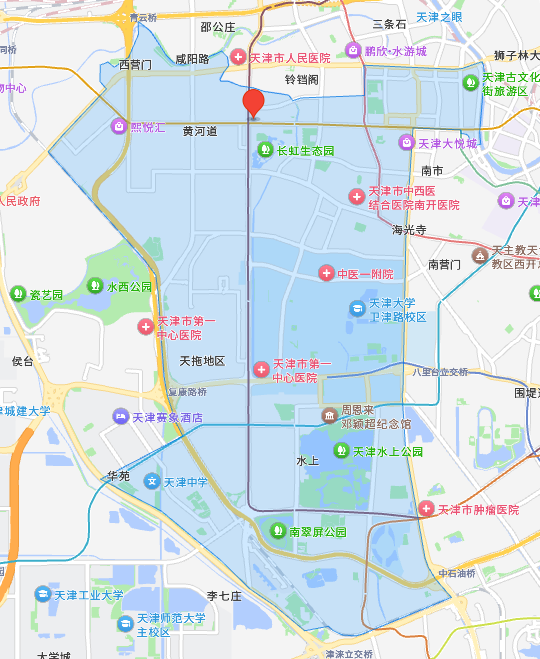 青云桥
邵公庄
三条石
天津之眼
同桥
西营门
咸阳路
天津市人民医院
鹏欣·水游城
狮子林大
铃铛阁
天津古文化
街旅游区
物中心
熙悦汇
黄河道
长虹生态园
天津大悦城
南市
天津市中西医
结合医院南开医院
人民政府
天津
海光寺
天主教天
教区西开
南营门
中医一附院
水西公园
瓷艺园
天津大学
卫津路校区
天津市第一
中心医院
侯台
天拖地区
天津市第一
中心医院
八里台立交桥
复康路桥
围堤道
津城建大学
天津赛象酒店
周恩来
邓颖超纪念馆
天津水上公园
水上
华苑
天津中学
天津市肿瘤医院
南翠屏公园
园
中石油桥
天津工业大学
李七庄
天津师范大学
主校区
大学城
津涞立交桥